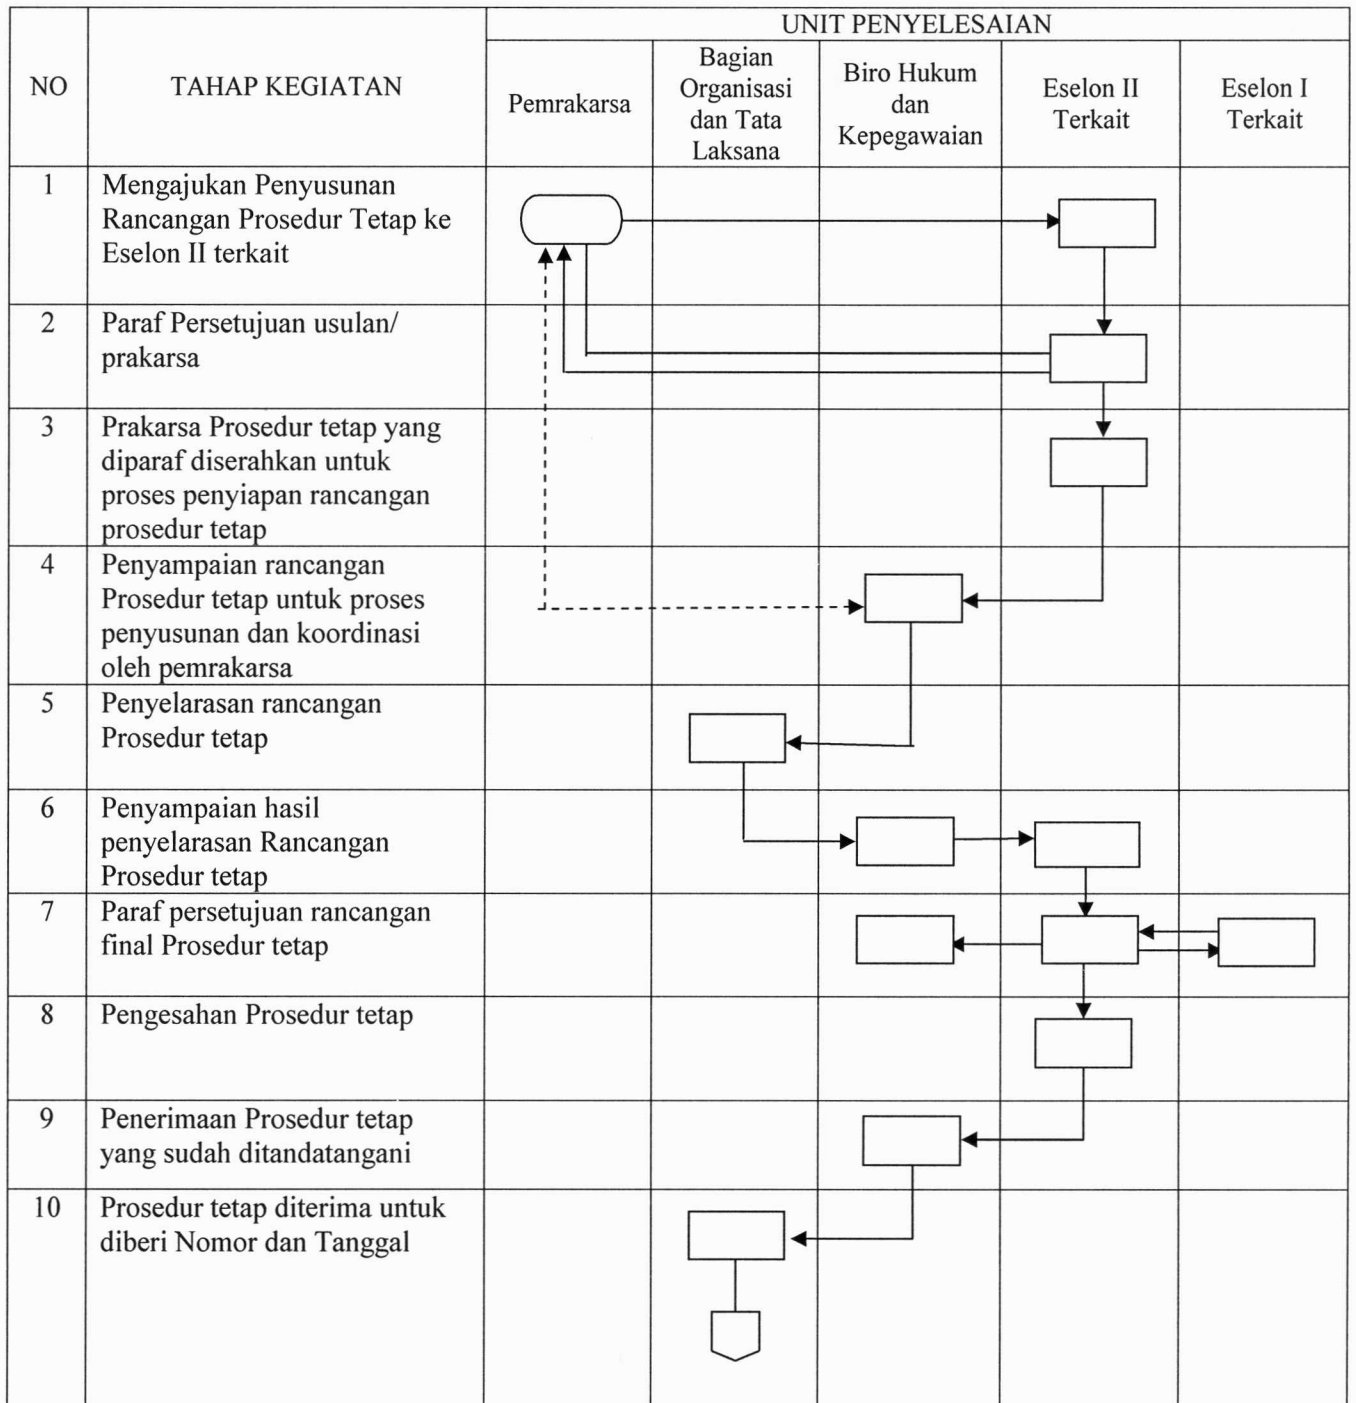 NO
TAHAP KEGIATAN
UNIT PENYELESAIAN
Pemrakarsa
Bagian
Organisasi
dan Tata
Laksana
Biro Hukum
dan
Kepegawaian
Eselon II
Terkait
Eselon I
Terkait
1
Mengajukan Penyusunan
Rancangan Prosedur Tetap ke
Eselon II terkait
2
Paraf Persetujuan usulan/
prakarsa
3
Prakarsa Prosedur tetap yang
diparaf diserahkan untuk
proses penyiapan rancangan
prosedur tetap
4
Penyampaian rancangan
Prosedur tetap untuk proses
penyusunan dan koordinasi
oleh pemrakarsa
5
Penyelarasan rancangan
Prosedur tetap
6
Penyampaian hasil
penyelarasan Rancangan
Prosedur tetap
7
Paraf persetujuan rancangan
final Prosedur tetap
8
Pengesahan Prosedur tetap
9
Penerimaan Prosedur tetap
yang sudah ditandatangani
10
Prosedur tetap diterima untuk
diberi Nomor dan Tanggal